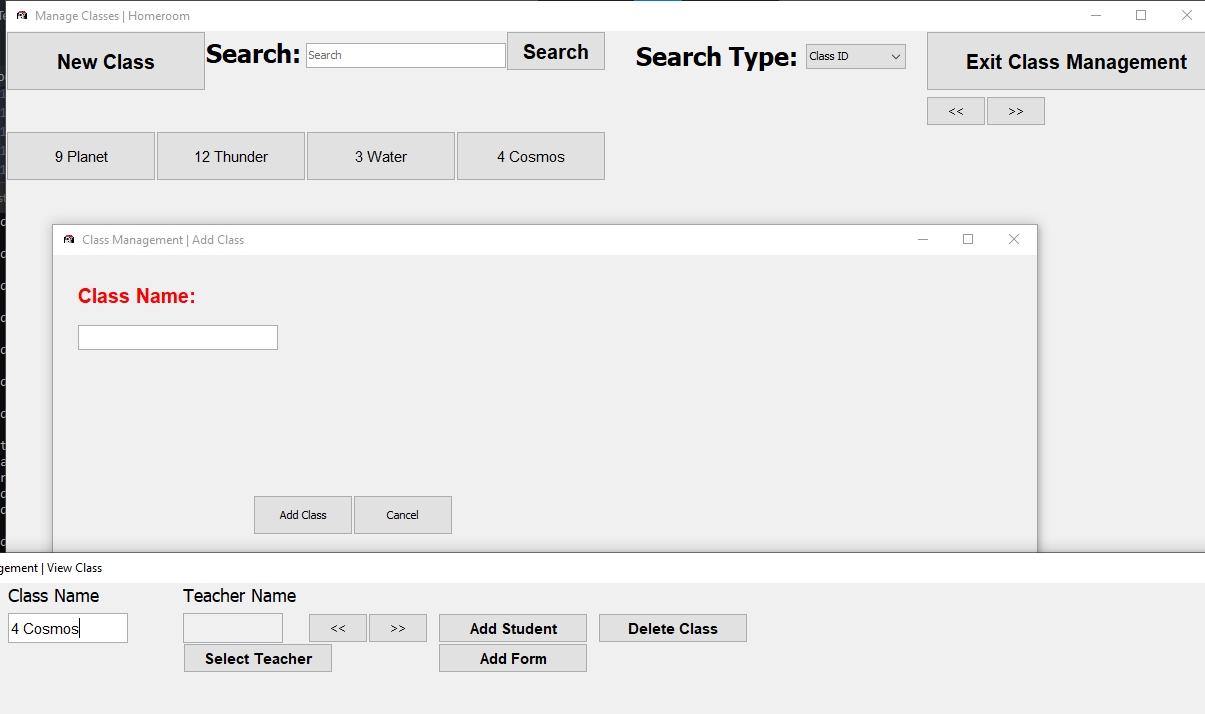 Manage Classes | Homeroom
New Class
Search:
Search
Search
Search Type:
Class ID
Exit Class Management
<<
>>
9 Planet
12 Thunder
3 Water
4 Cosmos
Class Management | Add Class
Class Name:
Add Class
Cancel
gement | View Class
Class Name
Teacher Name
4 Cosmos
<<
>>
Add Student
Delete Class
Select Teacher
Add Form